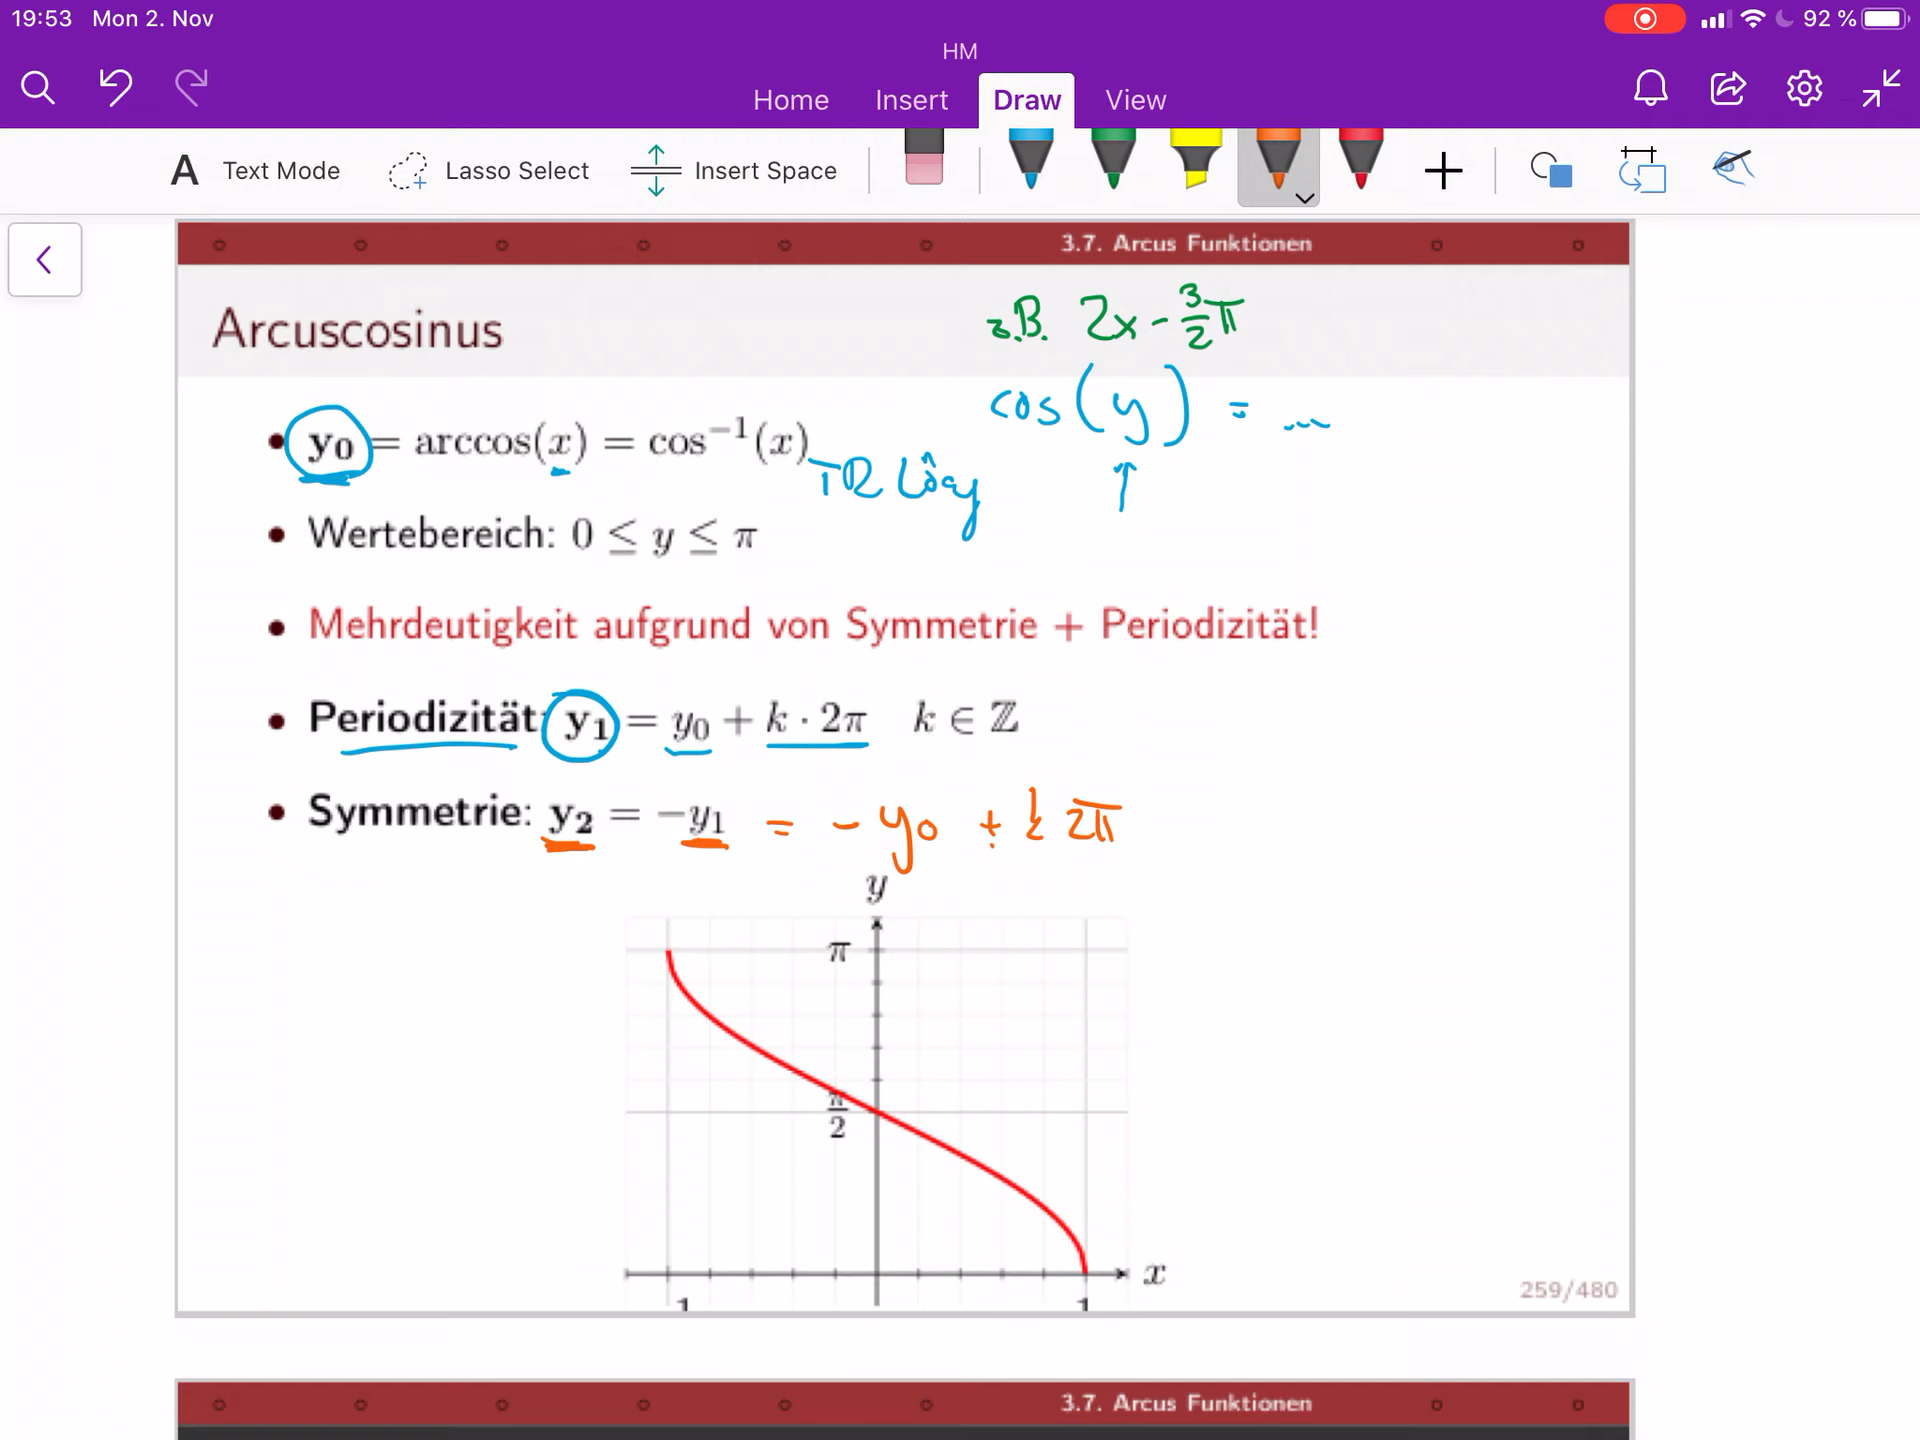 19:53 Mon 2. Nov 92 %
HM
Home Insert Draw View
A Text Mode Lasso Select Insert Space
3.7. Arcus Funktionen
Arcuscosinus
z.B. 2x - 3/2 π
cos(y) = ...
• y₀ = arccos(x) = cos⁻¹(x)
TR Lösg
• Wertebereich: 0 ≤ y ≤ π
• Mehrdeutigkeit aufgrund von Symmetrie + Periodizität!
• Periodizität: y₁ = y₀ + k · 2π k ∈ ℤ
• Symmetrie: y₂ = −y₁ = - y₀ + k 2π
y
π
π/2
x
1 1
259/480
3.7. Arcus Funktionen